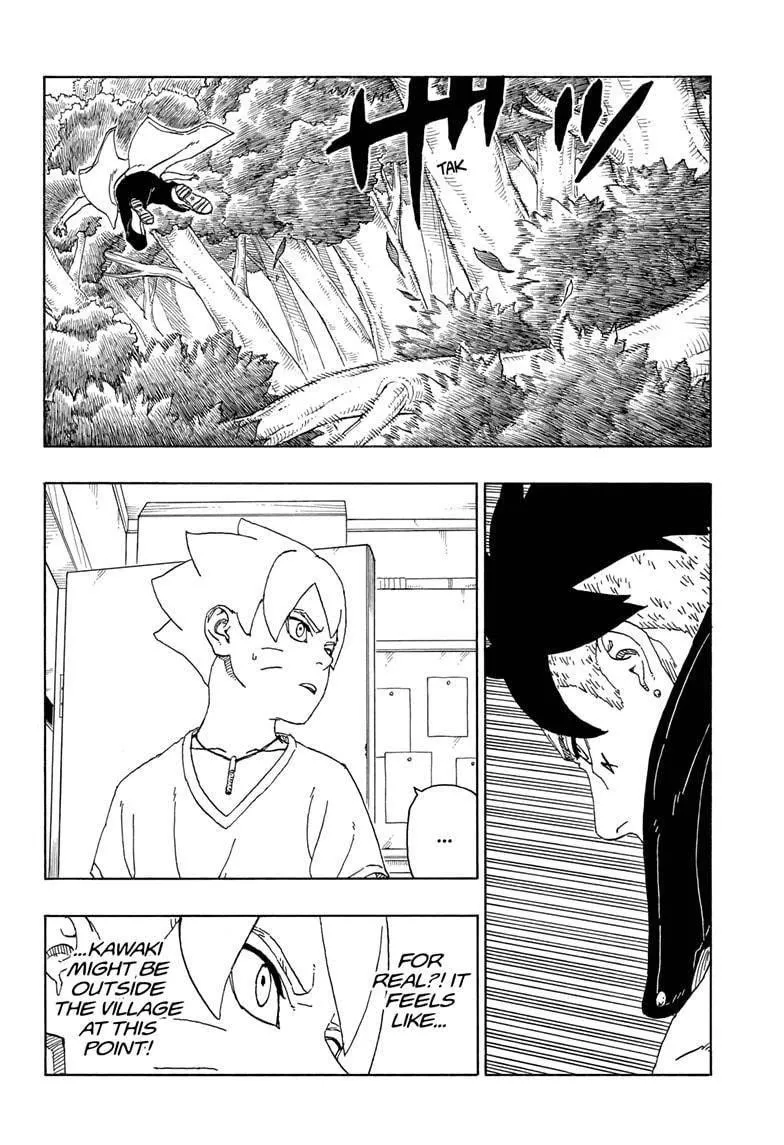 TAK
...
FOR
REAL?! IT
FEELS
LIKE...
...KAWAKI
MIGHT BE
OUTSIDE
THE VILLAGE
AT THIS
POINT!